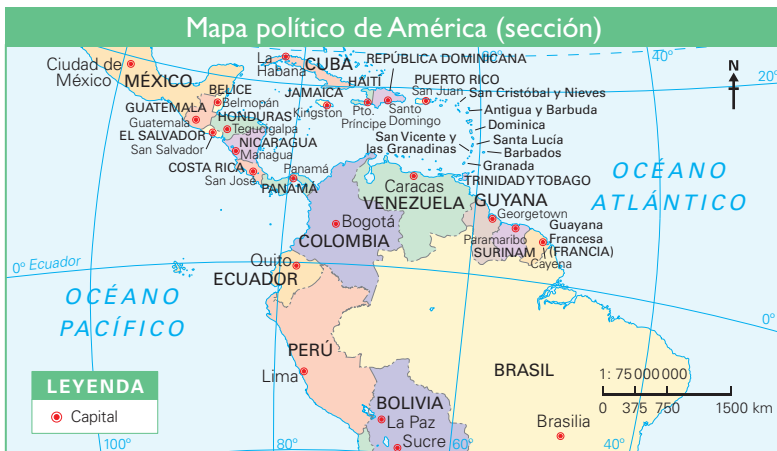 Mapa político de América (sección)
Ciudad de
México
MÉXICO
La
Habana
CUBA
REPÚBLICA DOMINICANA
40°
20°
N
HAITÍ
PUERTO RICO
San Juan
San Cristóbal y Nieves
BELICE
Belmopán
JAMAICA
Kingston
Pto.
Príncipe
Santo
Domingo
Antigua y Barbuda
GUATEMALA
Guatemala
HONDURAS
Tegucigalpa
Dominica
EL SALVADOR
San Salvador
NICARAGUA
Managua
San Vicente y
las Granadinas
Santa Lucía
Barbados
Granada
COSTA RICA
San José
Panamá
PANAMÁ
TRINIDAD Y TOBAGO
OCÉANO
ATLÁNTICO
Caracas
VENEZUELA
GUYANA
Georgetown
Bogotá
COLOMBIA
Paramaribo
SURINAM
Guayana
Francesa
(FRANCIA)
Cayena
0° Ecuador
Quito
ECUADOR
OCÉANO
PACÍFICO
0°
PERÚ
Lima
BRASIL
1: 75000000
0 375 750 1500 km
LEYENDA
Capital
BOLIVIA
La Paz
Sucre
Brasilia
100°
80°
60°
40°